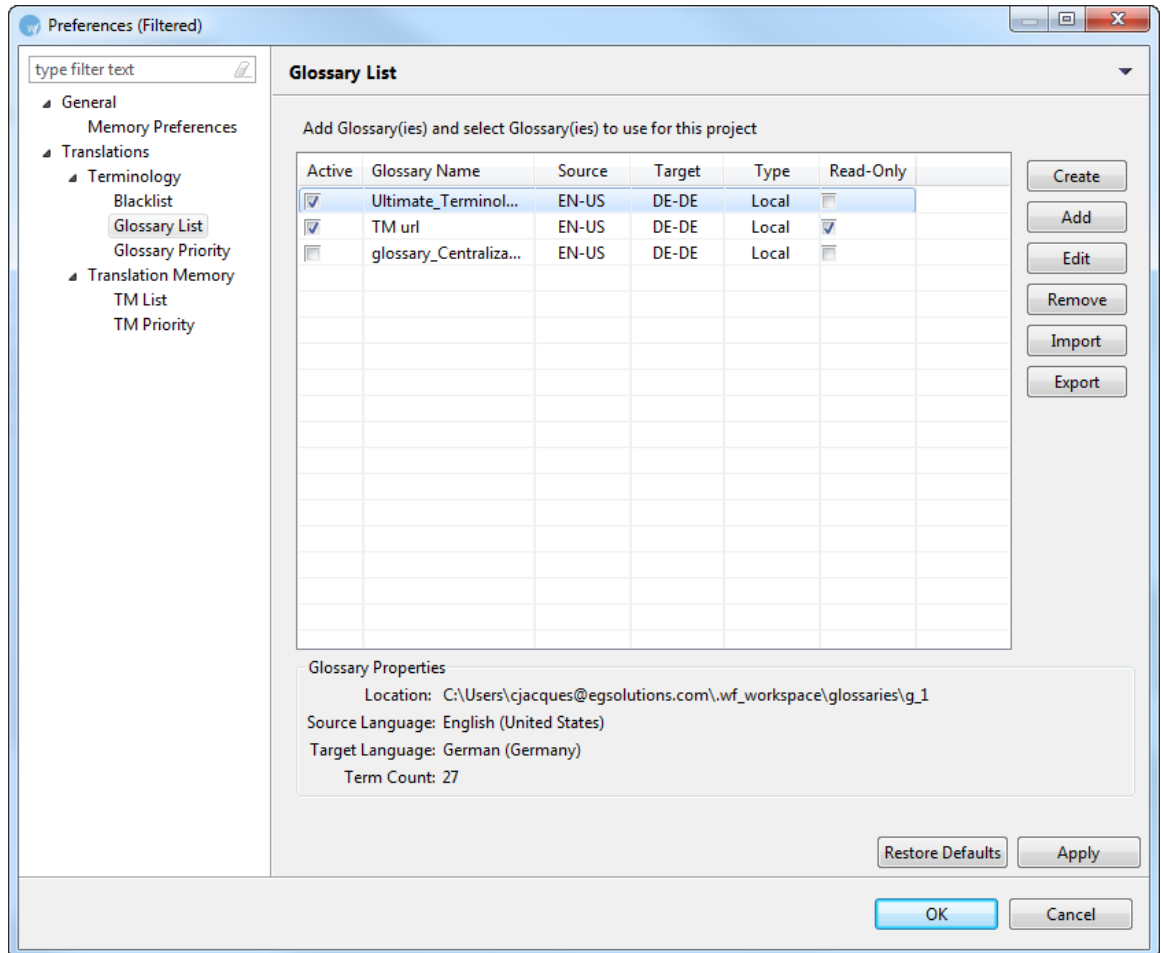 Preferences (Filtered)
type filter text
General
Memory Preferences
Translations
Terminology
Blacklist
Glossary List
Glossary Priority
Translation Memory
TM List
TM Priority
Glossary List
Add Glossary(ies) and select Glossary(ies) to use for this project
Active Glossary Name Source Target Type Read-Only
Ultimate_Terminol... EN-US DE-DE Local
TM url EN-US DE-DE Local
glossary_Centraliza... EN-US DE-DE Local
Create
Add
Edit
Remove
Import
Export
Glossary Properties
Location: C:\Users\cjacques@egsolutions.com\.wf_workspace\glossaries\g_1
Source Language: English (United States)
Target Language: German (Germany)
Term Count: 27
Restore Defaults Apply
OK Cancel